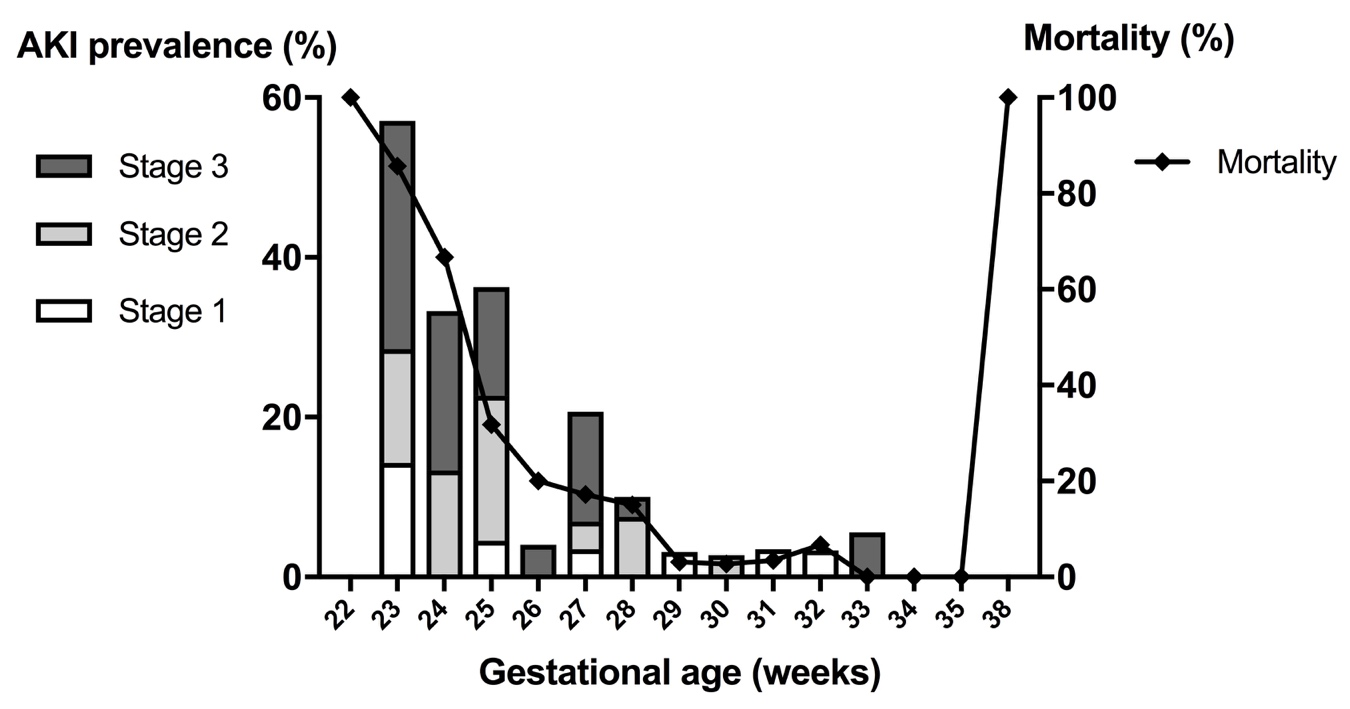 AKI prevalence (%)
Mortality (%)
60
100
Stage 3
Mortality
80
Stage 2
40
60
Stage 1
40
20
20
0
0
22 23 24 25 26 27 28 29 30 31 32 33 34 35 38
Gestational age (weeks)